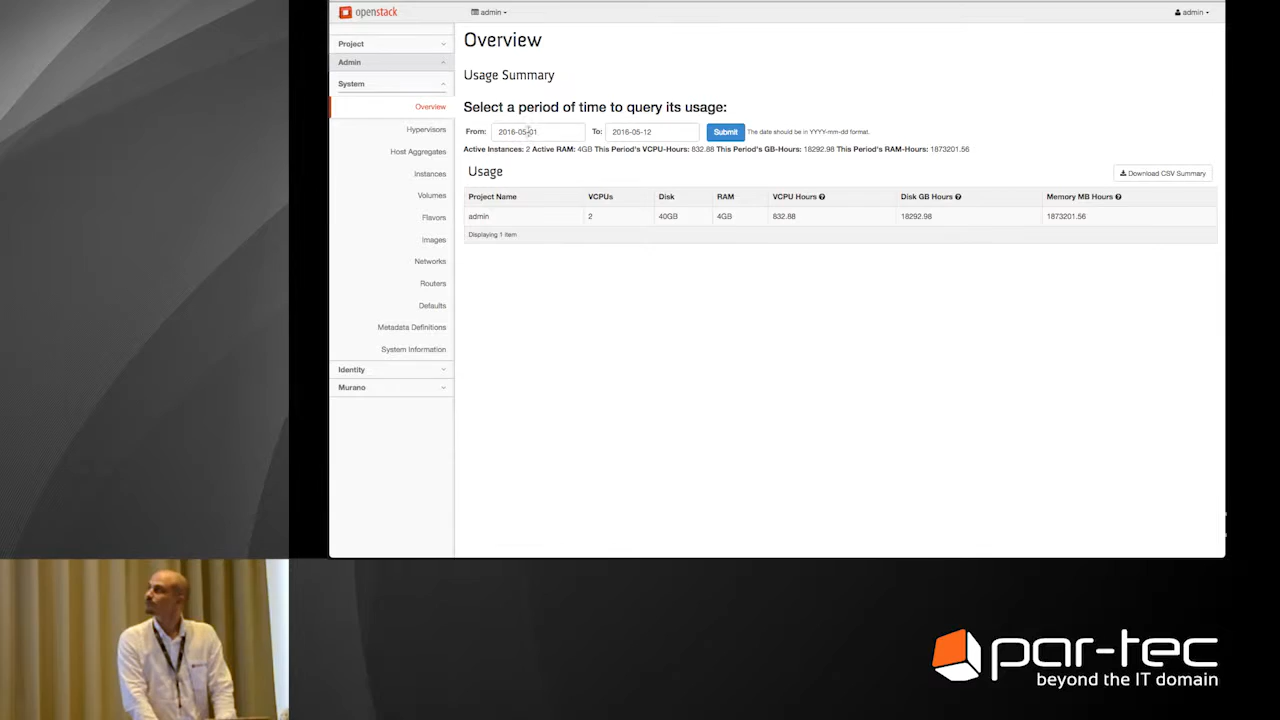 openstack
admin
admin
Project
Admin
System
Overview
Hypervisors
Host Aggregates
Instances
Volumes
Flavors
Images
Networks
Routers
Defaults
Metadata Definitions
System Information
Identity
Murano
Overview
Usage Summary
Select a period of time to query its usage:
From: 2016-05-01 To: 2016-05-12 Submit The date should be in YYYY-mm-dd format.
Active Instances: 2 Active RAM: 4GB This Period's VCPU-Hours: 832.88 This Period's GB-Hours: 18292.98 This Period's RAM-Hours: 1873201.56
Usage
Download CSV Summary
Project Name VCPUs Disk RAM VCPU Hours Disk GB Hours Memory MB Hours
admin 2 40GB 4GB 832.88 18292.98 1873201.56
Displaying 1 item
par-tec
beyond the IT domain